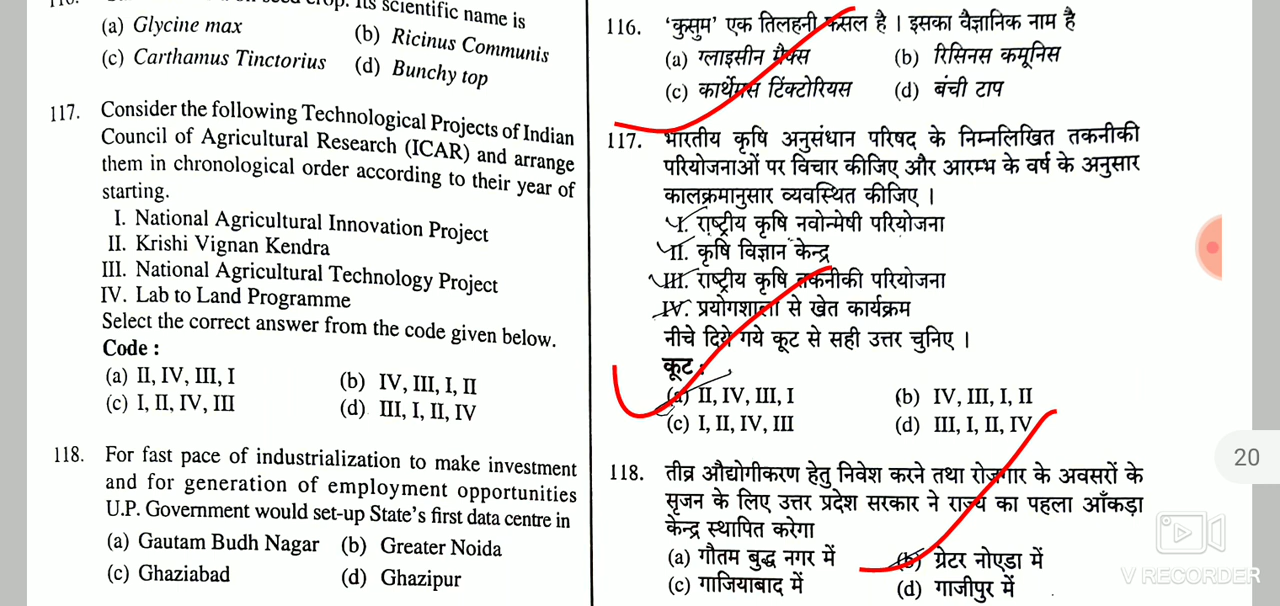 Its scientific name is
(a) Glycine max
(b) Ricinus Communis
(c) Carthamus Tinctorius
(d) Bunchy top
117. Consider the following Technological Projects of Indian
Council of Agricultural Research (ICAR) and arrange
them in chronological order according to their year of
starting.
I. National Agricultural Innovation Project
II. Krishi Vignan Kendra
III. National Agricultural Technology Project
IV. Lab to Land Programme
Select the correct answer from the code given below.
Code :
(a) II, IV, III, I
(b) IV, III, I, II
(c) I, II, IV, III
(d) III, I, II, IV
118. For fast pace of industrialization to make investment
and for generation of employment opportunities
U.P. Government would set-up State's first data centre in
(a) Gautam Budh Nagar (b) Greater Noida
(c) Ghaziabad (d) Ghazipur
116. 'कुसुम' एक तिलहनी फसल है । इसका वैज्ञानिक नाम है
(a) ग्लाइसीन मैक्स (b) रिसिनस कमूनिस
(c) कार्थेमस टिंक्टोरियस (d) बंची टाप
117. भारतीय कृषि अनुसंधान परिषद के निम्नलिखित तकनीकी
परियोजनाओं पर विचार कीजिए और आरम्भ के वर्ष के अनुसार
कालक्रमानुसार व्यवस्थित कीजिए ।
I. राष्ट्रीय कृषि नवोन्मेषी परियोजना
II. कृषि विज्ञान केन्द्र
III. राष्ट्रीय कृषि तकनीकी परियोजना
IV. प्रयोगशाला से खेत कार्यक्रम
नीचे दिये गये कूट से सही उत्तर चुनिए ।
कूट :
(a) II, IV, III, I (b) IV, III, I, II
(c) I, II, IV, III (d) III, I, II, IV
118. तीव्र औद्योगीकरण हेतु निवेश करने तथा रोज़गार के अवसरों के
सृजन के लिए उत्तर प्रदेश सरकार ने राज्य का पहला आँकड़ा
केन्द्र स्थापित करेगा
(a) गौतम बुद्ध नगर में (b) ग्रेटर नोएडा में
(c) गाजियाबाद में (d) गाजीपुर में
20
V RECORDER